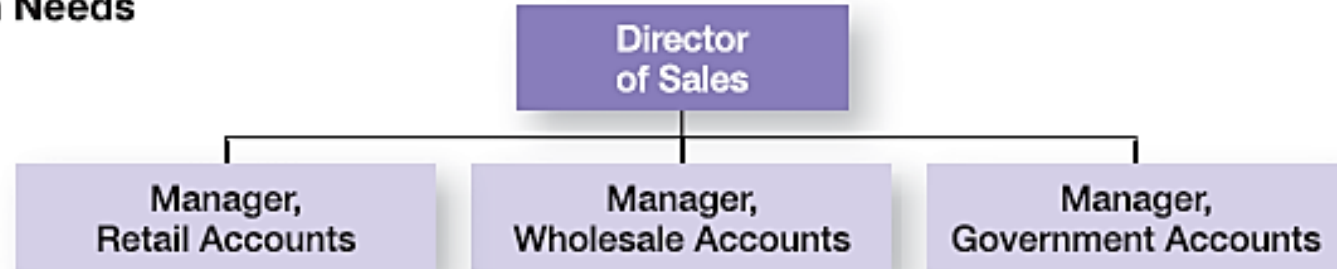 Needs
Director
of Sales
Manager,
Retail Accounts
Manager,
Wholesale Accounts
Manager,
Government Accounts